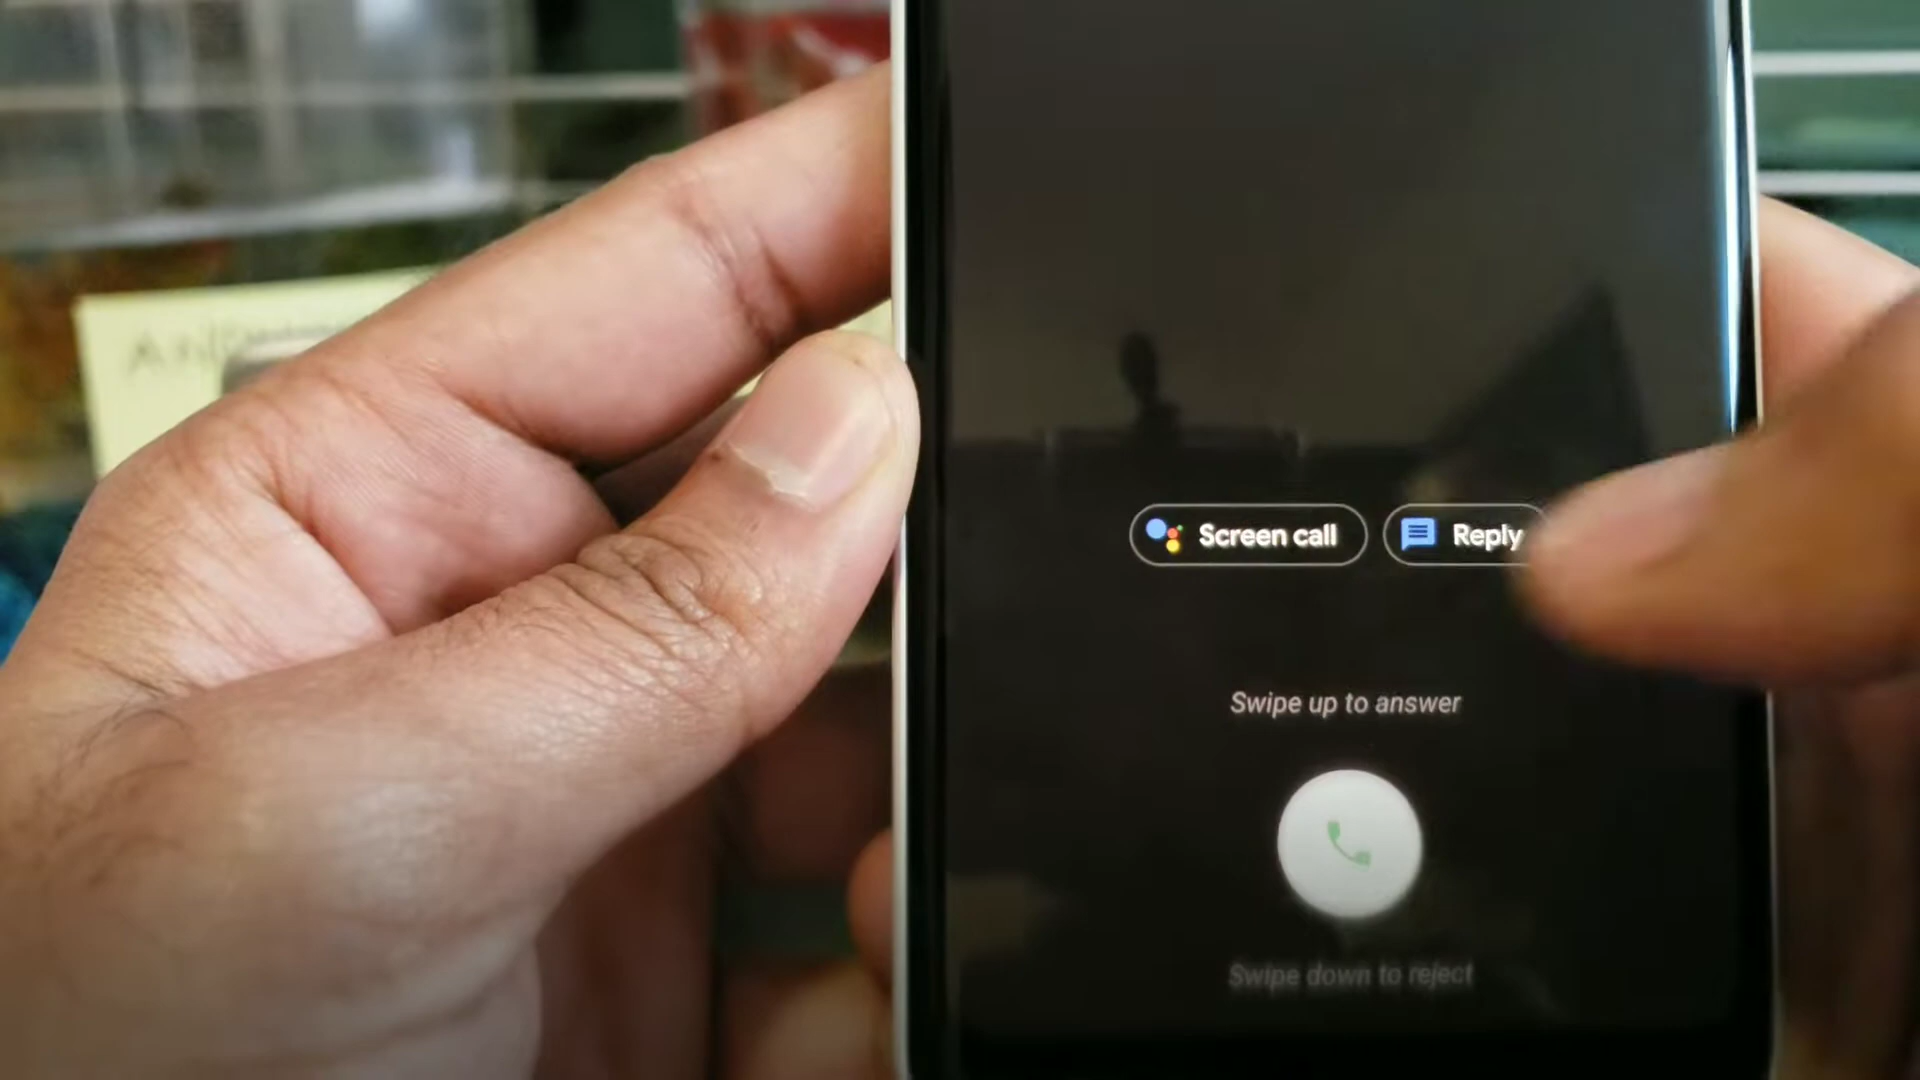 Screen call
Reply
Swipe up to answer
Swipe down to reject